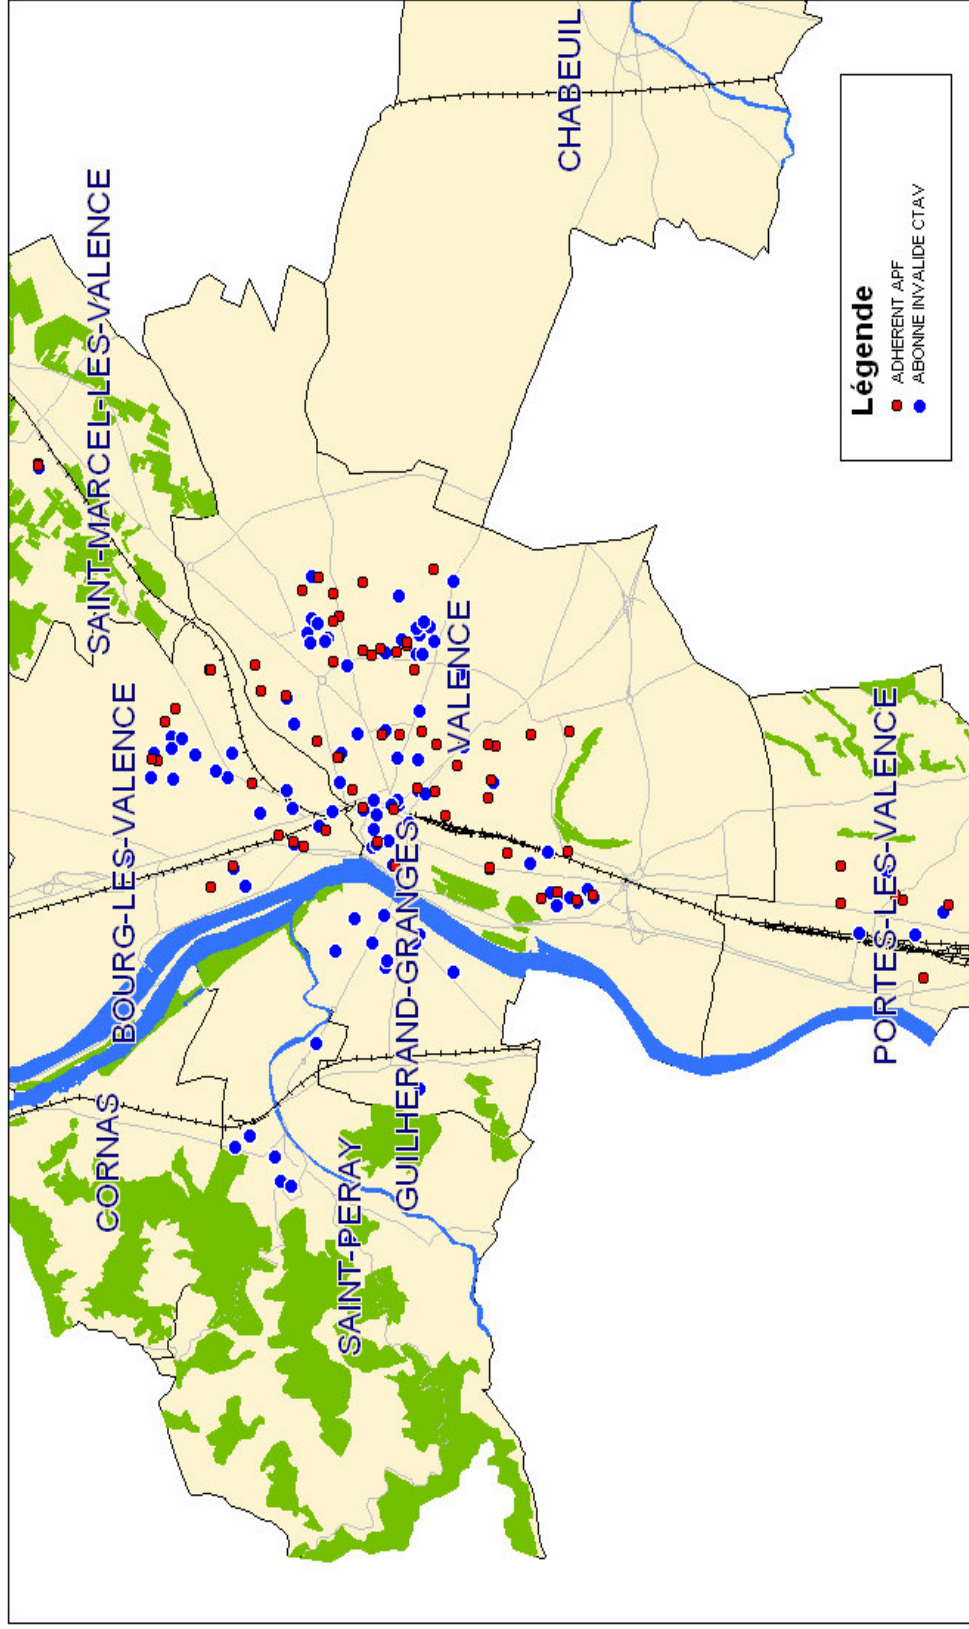 CORNAS
BOURG-LES-VALENCE
SAINT-MARCEL-LES-VALENCE
SAINT-PERAY
GUILHERAND-GRANGES
VALENCE
CHABEUIL
PORTES-LES-VALENCE
Légende
ADHERENT APF
ABONNE INVALIDE CTAV